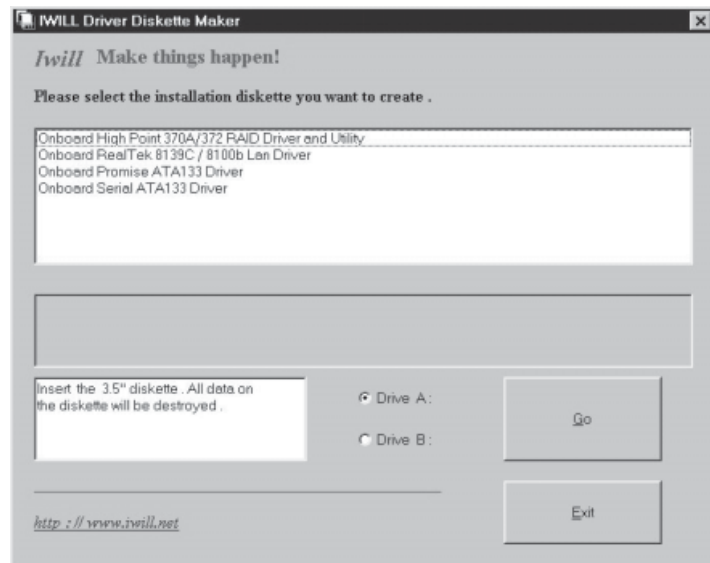 IWILL Driver Diskette Maker
Iwill Make things happen!
Please select the installation diskette you want to create .
Onboard High Point 370A/372 RAID Driver and Utility
Onboard RealTek 8139C / 8100b Lan Driver
Onboard Promise ATA133 Driver
Onboard Serial ATA133 Driver
Insert the 3.5" diskette . All data on
the diskette will be destroyed .
Drive A :
Drive B :
Go
Exit
http : // www.iwill.net